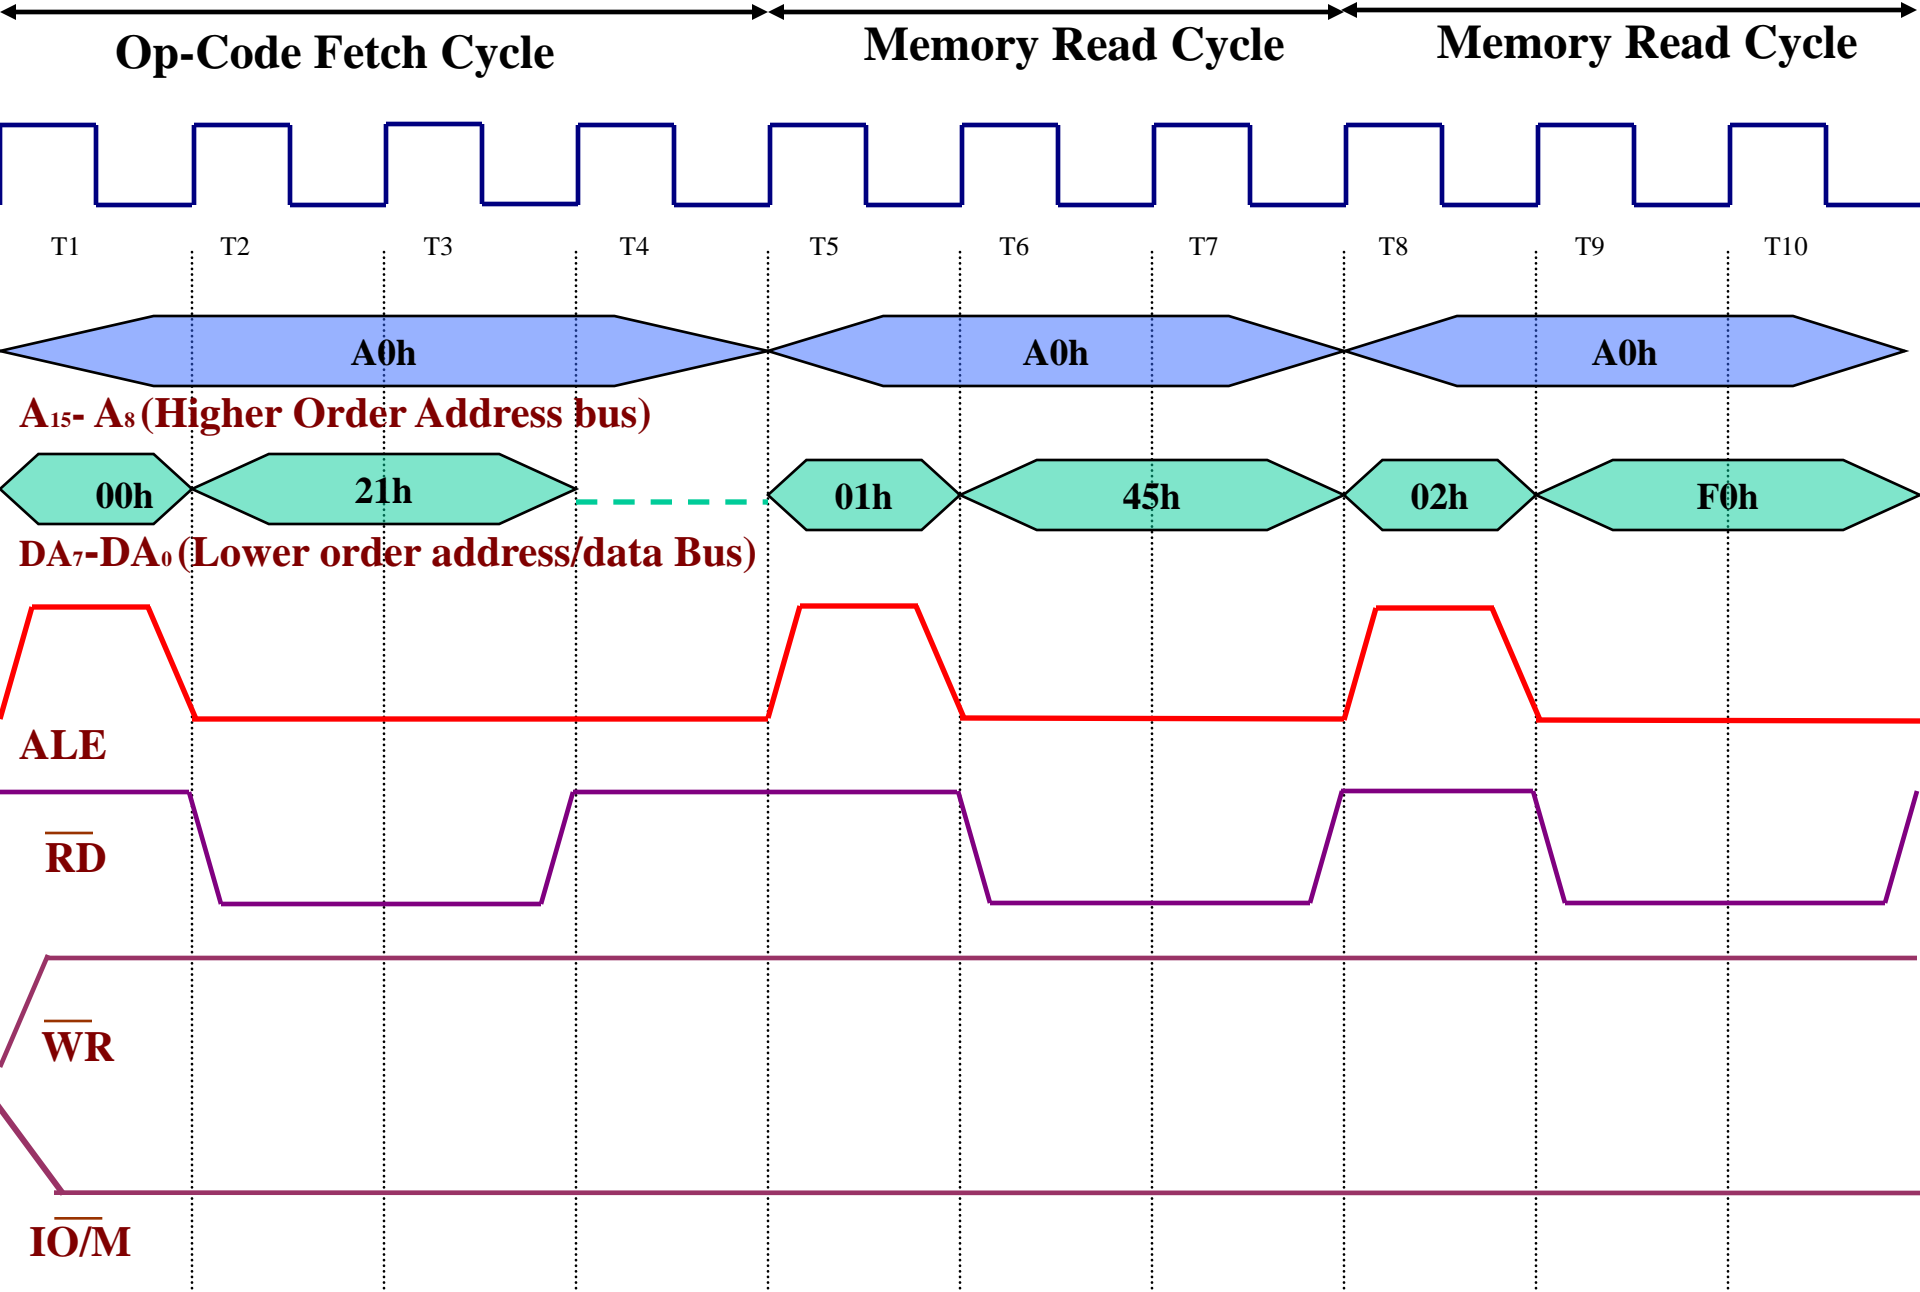 Op-Code Fetch Cycle Memory Read Cycle Memory Read Cycle
T1 T2 T3 T4 T5 T6 T7 T8 T9 T10
A0h A0h A0h
A15- A8 (Higher Order Address bus)
00h 21h 01h 45h 02h F0h
DA7-DA0 (Lower order address/data Bus)
ALE
RD
WR
IO/M